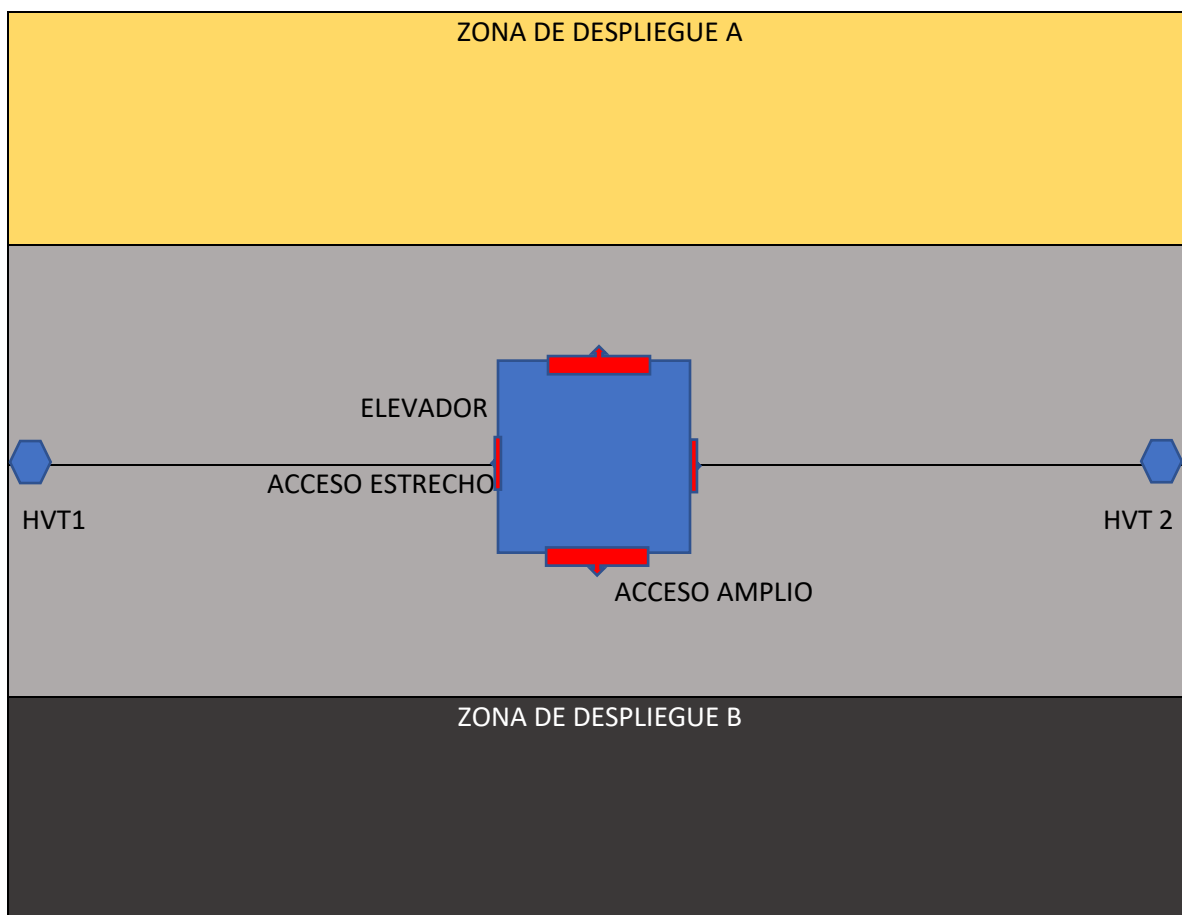 ZONA DE DESPLIEGUE A
ELEVADOR
ACCESO ESTRECHO
HVT1
HVT 2
ACCESO AMPLIO
ZONA DE DESPLIEGUE B